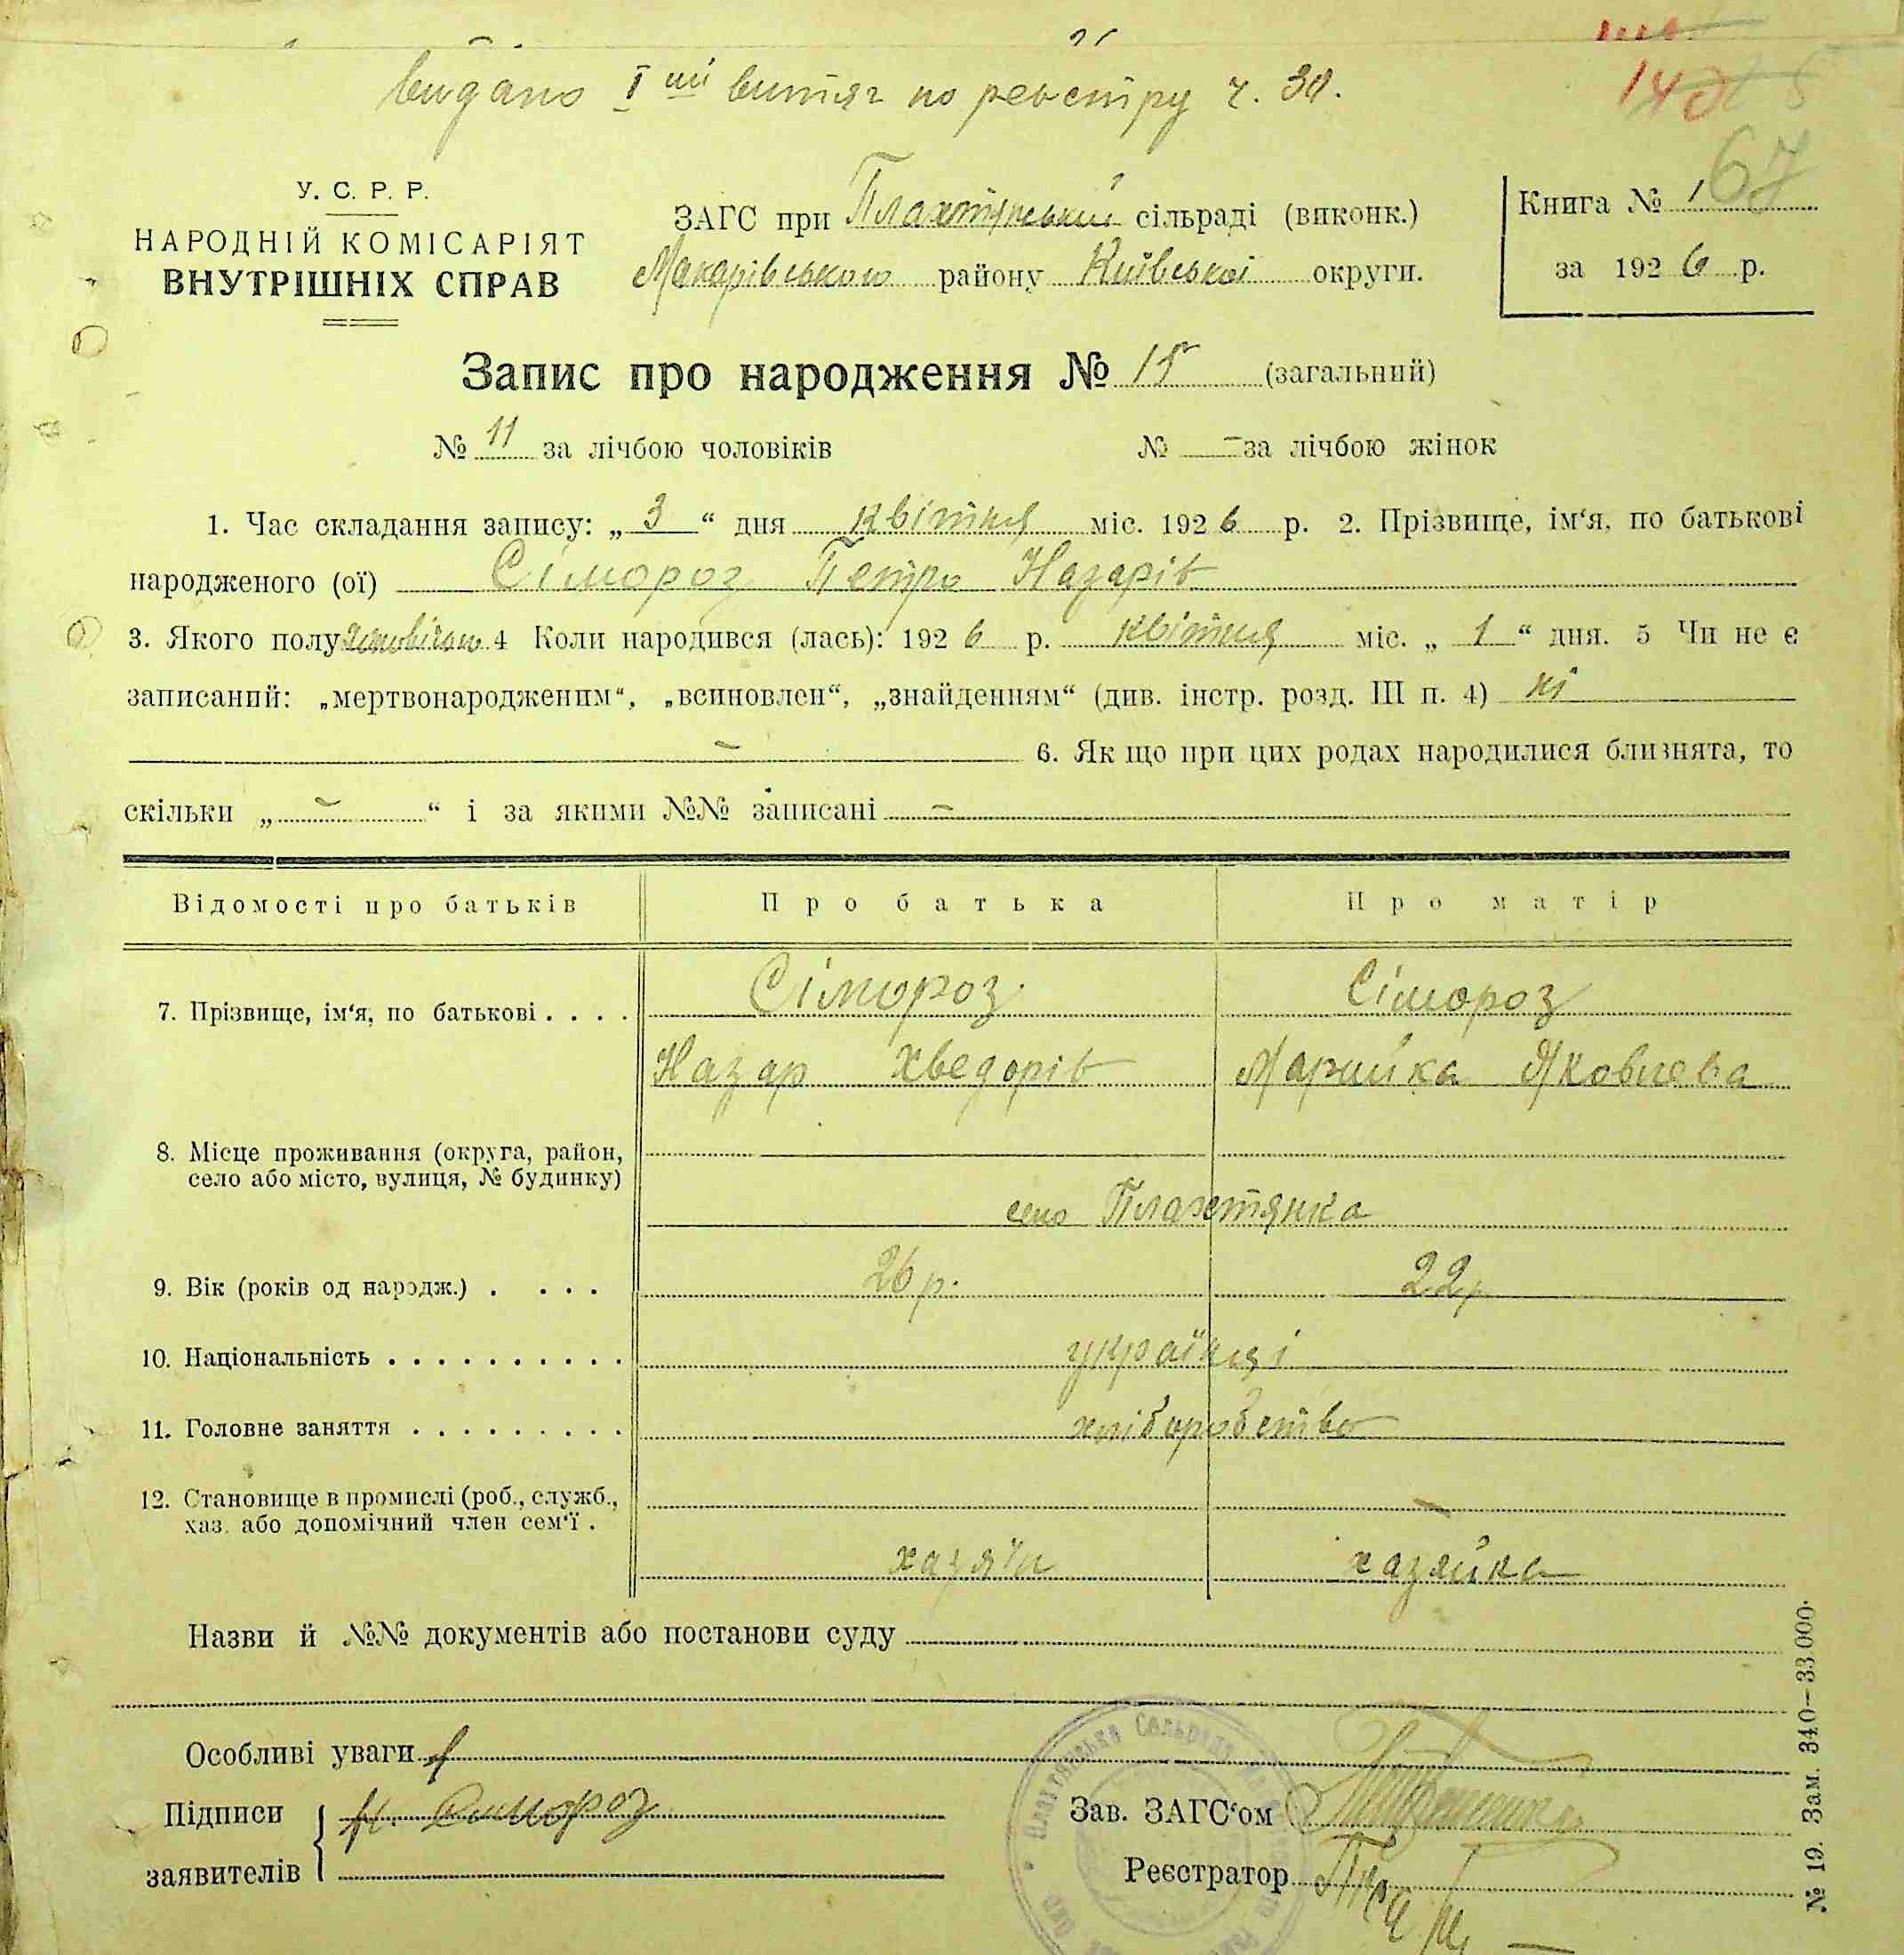 видано І ий витяг по реєстру ч. 30.
67
У. С. Р. Р.
НАРОДНІЙ КОМІСАРІЯТ
ВНУТРІШНІХ СПРАВ
ЗАГС при Плахтянській сільраді (виконк.)
Макарівського району Київської округи.
Книга № 1
за 1926 р.
Запис про народження № 15 (загальний)
№ 11 за лічбою чоловіків № — за лічбою жінок
1. Час складання запису: „ 3 “ дня квітня міс. 1926 р. 2. Прізвище, ім‘я, по батькові
народженого (ої) Сімороз Петро Назарів
3. Якого полу чоловічого 4 Коли народився (лась): 1926 р. квітня міс. „ 1 “ дня. 5 Чи не є
записаний: „мертвонародженим“, „всиновлен“, „знайденням“ (див. інстр. розд. III п. 4) ні
— 6. Як що при цих родах народилися близнята, то
скільки „ — “ і за якими №№ записані —
Відомості про батьків Про батька Про матір
7. Прізвище, ім‘я, по батькові . . . . Сімороз Сімороз
Назар Хведорів Марийка Яковлева
8. Місце проживання (округа, район,
село або місто, вулиця, № будинку)
село Плахтянка
9. Вік (років од народж.) . . . . 26 р. 22 р
10. Національність . . . . . . . . . . українці
11. Головне заняття . . . . . . . . . хліборобство
12. Становище в промислі (роб., служб.,
хаз. або допомічний член сем‘ї . —
хазяїн хазяйка
Назви й №№ документів або постанови суду
Особливі уваги
Підписи
заявителів
Н. Симороз
Зав. ЗАГС‘ом
Реєстратор
№ 19. Зам. 340—33.000.